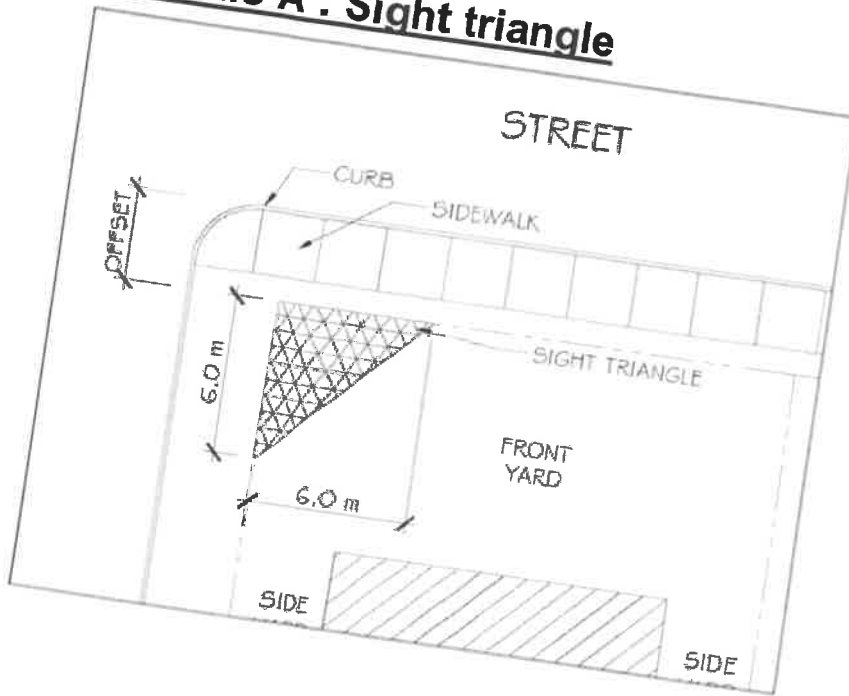 A : Sight triangle
STREET
CURB
SIDEWALK
OFFSET
6.0 m
SIGHT TRIANGLE
FRONT
YARD
6.0 m
SIDE
SIDE